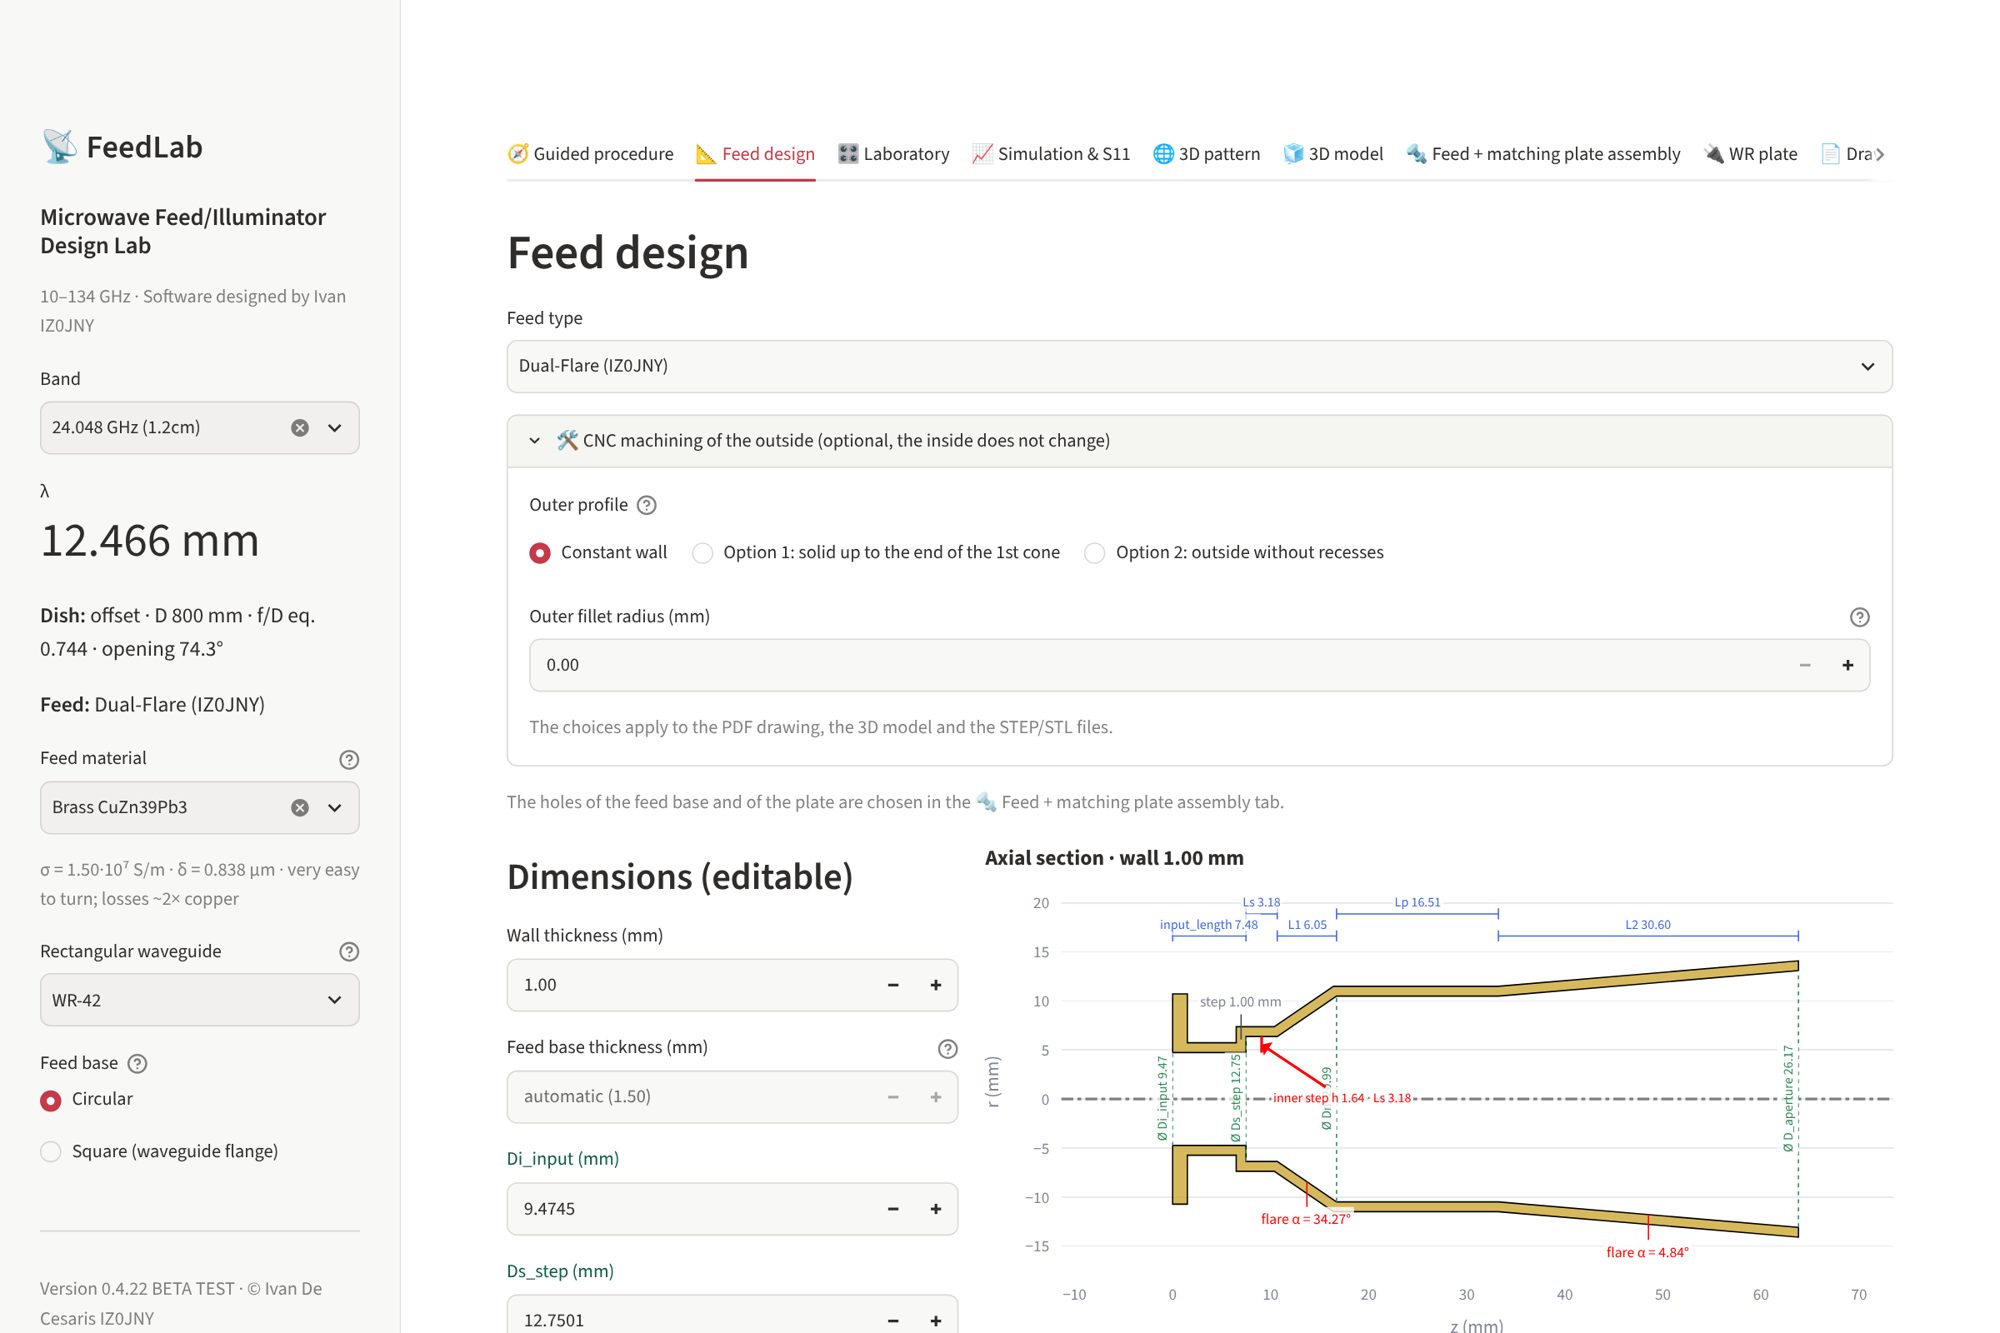 FeedLab
Microwave Feed/Illuminator
Design Lab
10–134 GHz · Software designed by Ivan
IZ0JNY
Band
24.048 GHz (1.2cm)
λ
12.466 mm
Dish: offset · D 800 mm · f/D eq.
0.744 · opening 74.3°
Feed: Dual-Flare (IZ0JNY)
Feed material
Brass CuZn39Pb3
σ = 1.50·10⁷ S/m · δ = 0.838 µm · very easy
to turn; losses ~2× copper
Rectangular waveguide
WR-42
Feed base
Circular
Square (waveguide flange)
Version 0.4.22 BETA TEST · © Ivan De
Cesaris IZ0JNY
Guided procedure Feed design Laboratory Simulation & S11 3D pattern 3D model Feed + matching plate assembly WR plate
Feed design
Feed type
Dual-Flare (IZ0JNY)
CNC machining of the outside (optional, the inside does not change)
Outer profile
Constant wall Option 1: solid up to the end of the 1st cone Option 2: outside without recesses
Outer fillet radius (mm)
0.00
The choices apply to the PDF drawing, the 3D model and the STEP/STL files.
The holes of the feed base and of the plate are chosen in the Feed + matching plate assembly tab.
Dimensions (editable)
Wall thickness (mm)
1.00
Feed base thickness (mm)
automatic (1.50)
Di_input (mm)
9.4745
Ds_step (mm)
12.7501
Axial section · wall 1.00 mm
Ls 3.18
Lp 16.51
input_length 7.48
L1 6.05
L2 30.60
step 1.00 mm
Ø Di_input 9.47
Ø Ds_step 12.75
Ø D_aperture 26.17
inner step h 1.64 · Ls 3.18
flare α = 34.27°
flare α = 4.84°
r (mm)
20
15
10
5
0
−5
−10
−15
−10 0 10 20 30 40 50 60 70
z (mm)